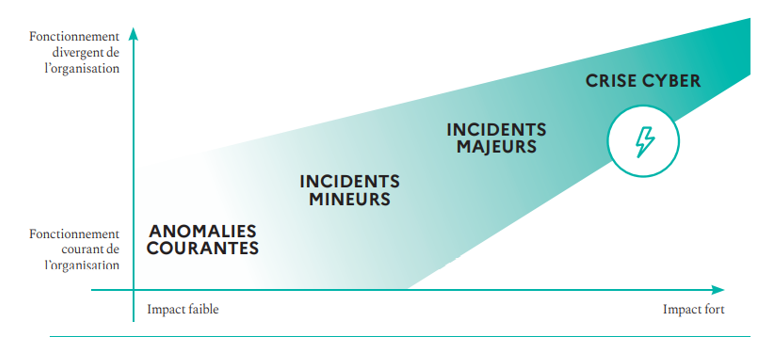 Fonctionnement
divergent de
l'organisation
CRISE CYBER
INCIDENTS
MAJEURS
INCIDENTS
MINEURS
ANOMALIES
COURANTES
Fonctionnement
courant de
l'organisation
Impact faible
Impact fort